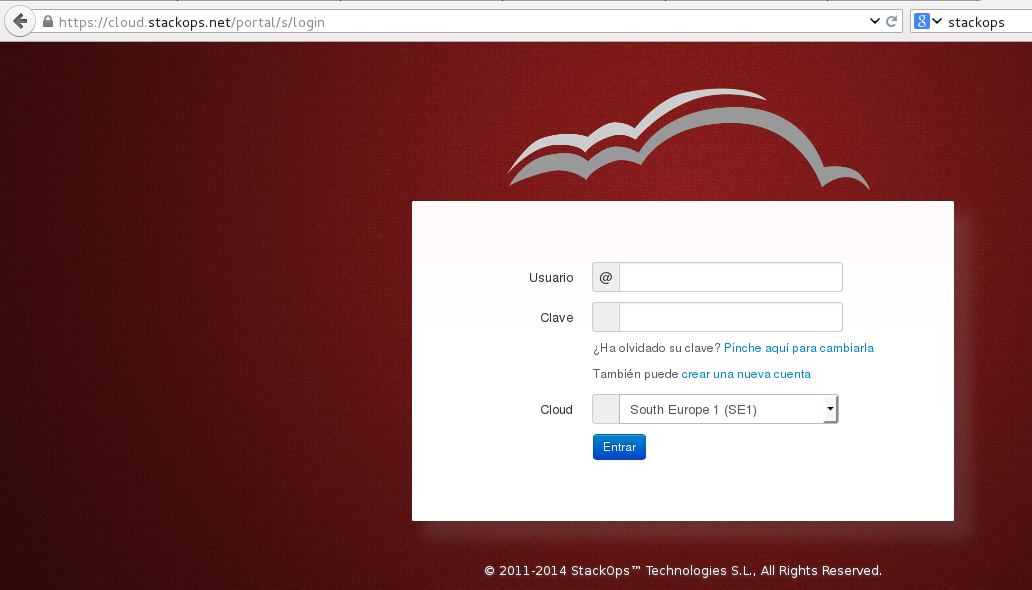 https://cloud.stackops.net/portal/s/login
8 stackops
Usuario @
Clave
¿Ha olvidado su clave? Pinche aquí para cambiarla
También puede crear una nueva cuenta
Cloud South Europe 1 (SE1)
Entrar
© 2011-2014 StackOps™ Technologies S.L., All Rights Reserved.